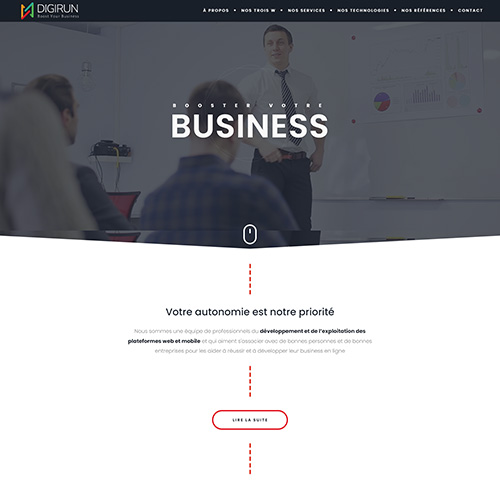 DIGIRUN
Boost Your Business
À PROPOS • NOS TROIS W • NOS SERVICES • NOS TECHNOLOGIES • NOS RÉFÉRENCES • CONTACT
BOOSTER VOTRE
BUSINESS
Votre autonomie est notre priorité
Nous sommes une équipe de professionnels du développement et de l'exploitation des
plateformes web et mobile et qui aiment s'associer avec de bonnes personnes et de bonnes
entreprises pour les aider à réussir et à développer leur business en ligne.
LIRE LA SUITE